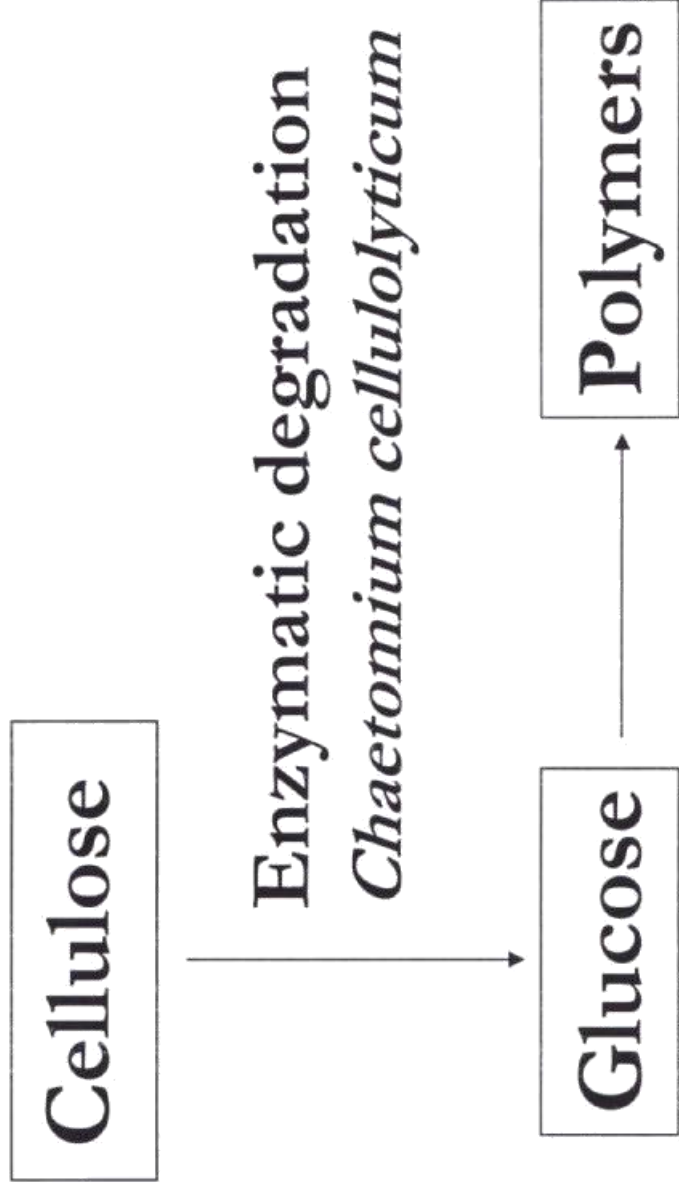 Cellulose
Enzymatic degradation
Chaetomium cellulolyticum
Glucose
Polymers